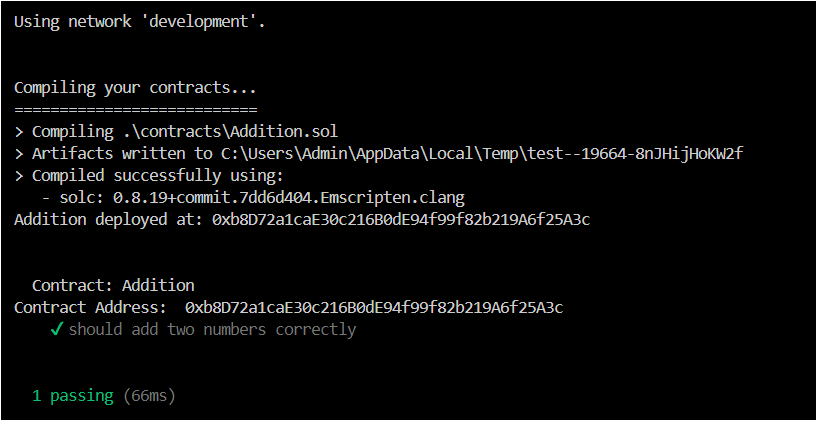 Using network 'development'.
Compiling your contracts...
===========================
> Compiling .\contracts\Addition.sol
> Artifacts written to C:\Users\Admin\AppData\Local\Temp\test--19664-8nJHijHoKW2f
> Compiled successfully using:
- solc: 0.8.19+commit.7dd6d404.Emscripten.clang
Addition deployed at: 0xb8D72a1caE30c216B0dE94f99f82b219A6f25A3c
Contract: Addition
Contract Address:  0xb8D72a1caE30c216B0dE94f99f82b219A6f25A3c
✔ should add two numbers correctly
1 passing (66ms)